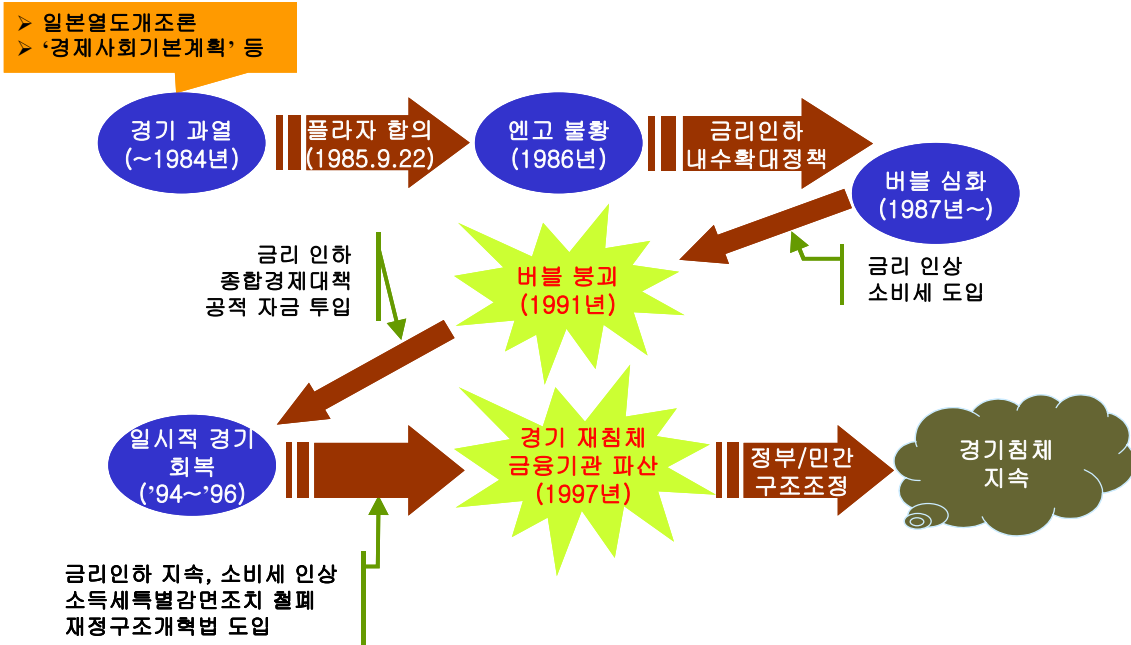 ➢ 일본열도개조론
➢ ‘경제사회기본계획’ 등
경기 과열
(~1984년)
플라자 합의
(1985.9.22)
엔고 불황
(1986년)
금리인하
내수확대정책
버블 심화
(1987년~)
금리 인상
소비세 도입
버블 붕괴
(1991년)
금리 인하
종합경제대책
공적 자금 투입
일시적 경기
회복
(’94~’96)
금리인하 지속, 소비세 인상
소득세특별감면조치 철폐
재정구조개혁법 도입
경기 재침체
금융기관 파산
(1997년)
정부/민간
구조조정
경기침체
지속